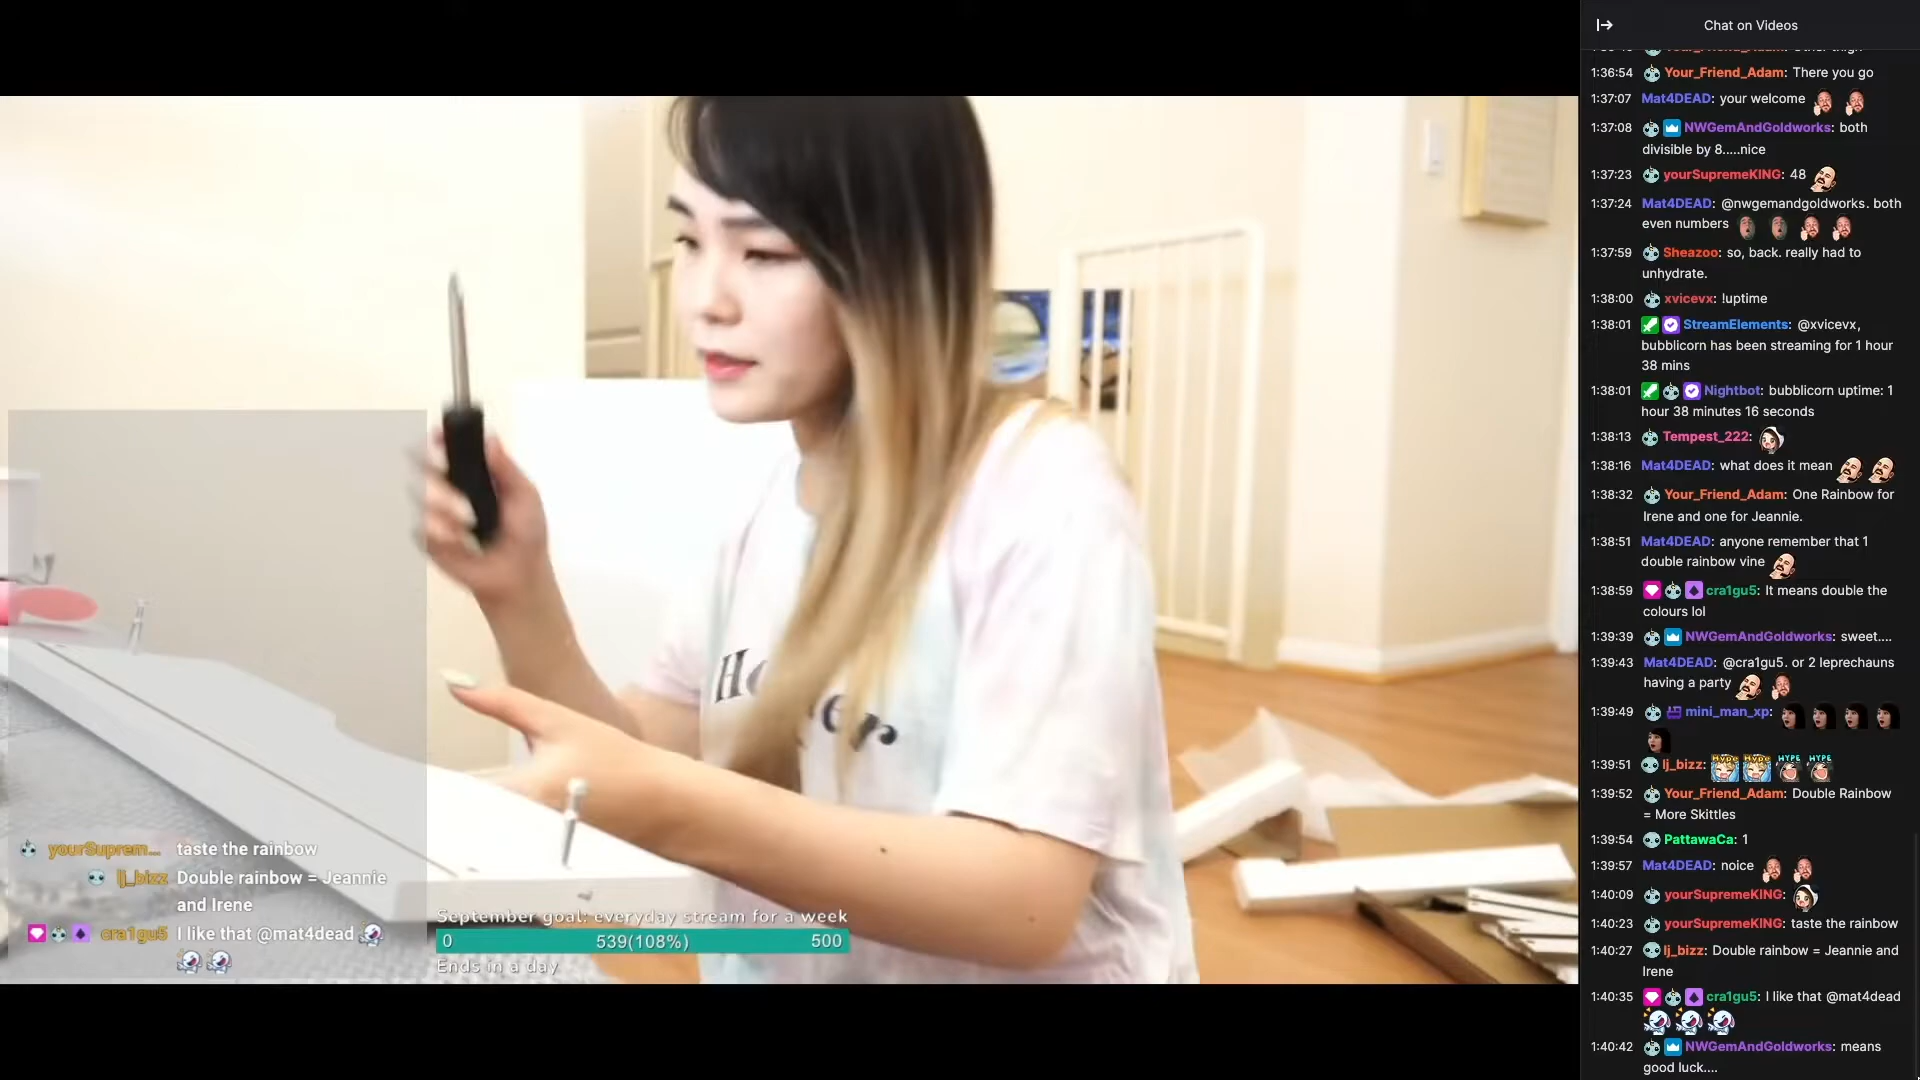 Chat on Videos
1:36:54 Your_Friend_Adam: There you go
1:37:07 Mat4DEAD: your welcome
1:37:08 NWGemAndGoldworks: both
divisible by 8.....nice
1:37:23 yourSupremeKING: 48
1:37:24 Mat4DEAD: @nwgemandgoldworks. both
even numbers
1:37:59 Sheazoo: so, back. really had to
unhydrate.
1:38:00 xvicevx: !uptime
1:38:01 StreamElements: @xvicevx,
bubblicorn has been streaming for 1 hour
38 mins
1:38:01 Nightbot: bubblicorn uptime: 1
hour 38 minutes 16 seconds
1:38:13 Tempest_222:
1:38:16 Mat4DEAD: what does it mean
1:38:32 Your_Friend_Adam: One Rainbow for
Irene and one for Jeannie.
1:38:51 Mat4DEAD: anyone remember that 1
double rainbow vine
1:38:59 cra1gu5: It means double the
colours lol
1:39:39 NWGemAndGoldworks: sweet....
1:39:43 Mat4DEAD: @cra1gu5. or 2 leprechauns
having a party
1:39:49 mini_man_xp:
1:39:51 lj_bizz: HYPE HYPE HYPE HYPE
1:39:52 Your_Friend_Adam: Double Rainbow
= More Skittles
1:39:54 PattawaCa: 1
1:39:57 Mat4DEAD: noice
1:40:09 yourSupremeKING:
1:40:23 yourSupremeKING: taste the rainbow
1:40:27 lj_bizz: Double rainbow = Jeannie and
Irene
1:40:35 cra1gu5: I like that @mat4dead
1:40:42 NWGemAndGoldworks: means
good luck....
yourSuprem... taste the rainbow
lj_bizz Double rainbow = Jeannie
and Irene
cra1gu5 I like that @mat4dead
September goal: everyday stream for a week
0 539(108%) 500
Ends in a day